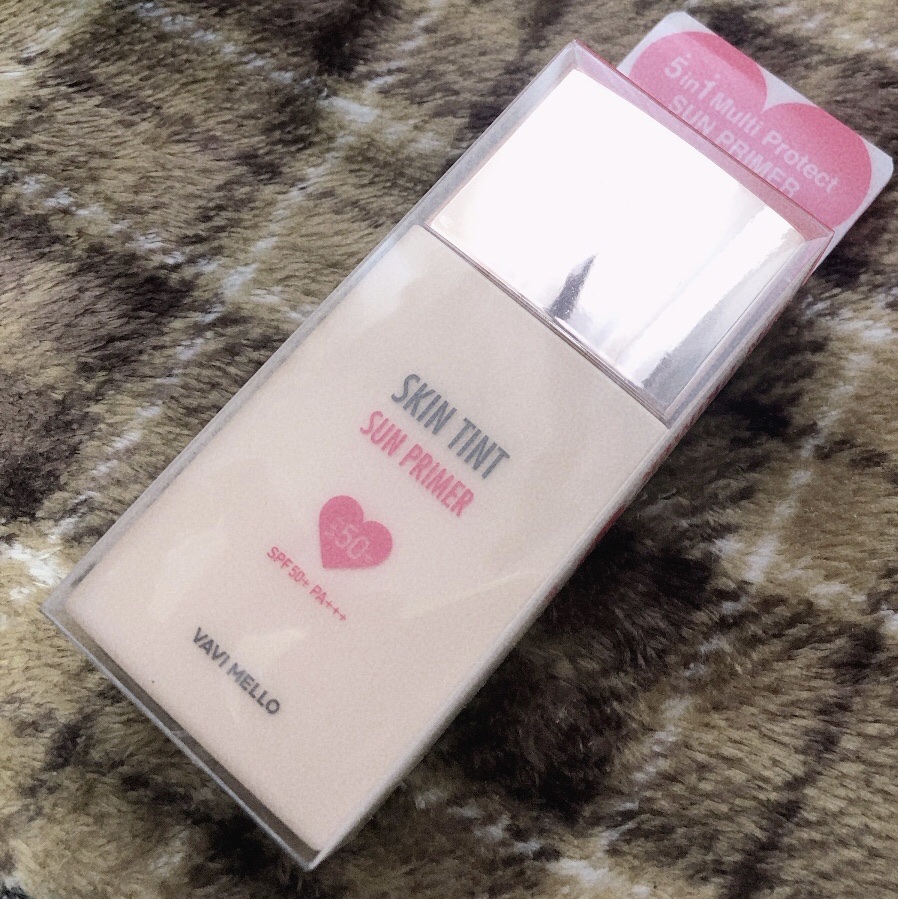 5in1 Multi Protect
SUN PRIMER
SKIN TINT
SUN PRIMER
50+
SPF 50+ PA+++
VAVI MELLO